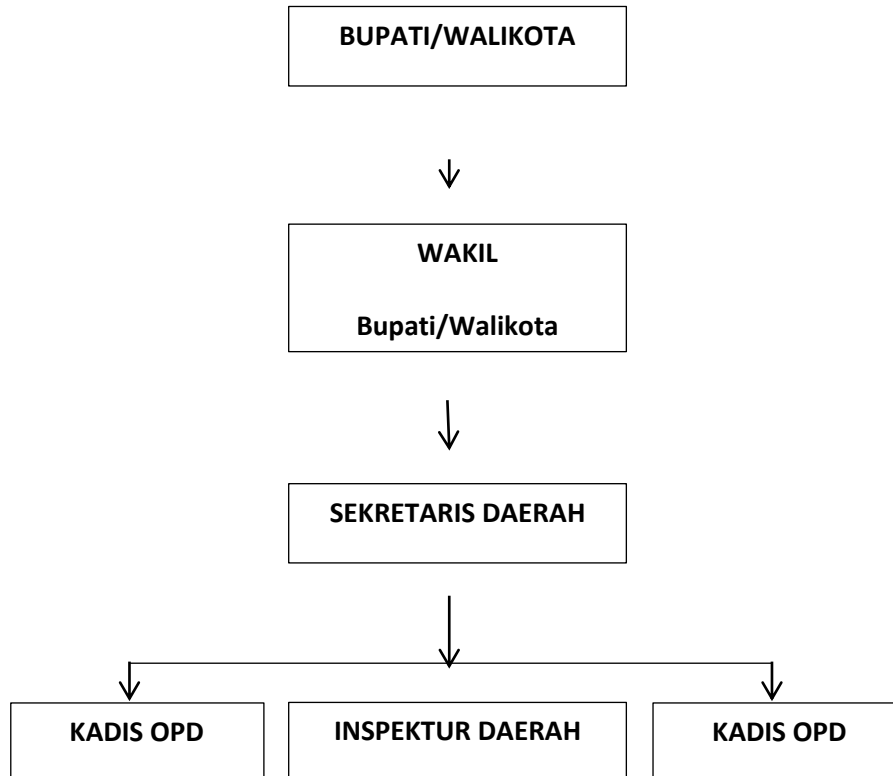 BUPATI/WALIKOTA
WAKIL
Bupati/Walikota
SEKRETARIS DAERAH
KADIS OPD
INSPEKTUR DAERAH
KADIS OPD